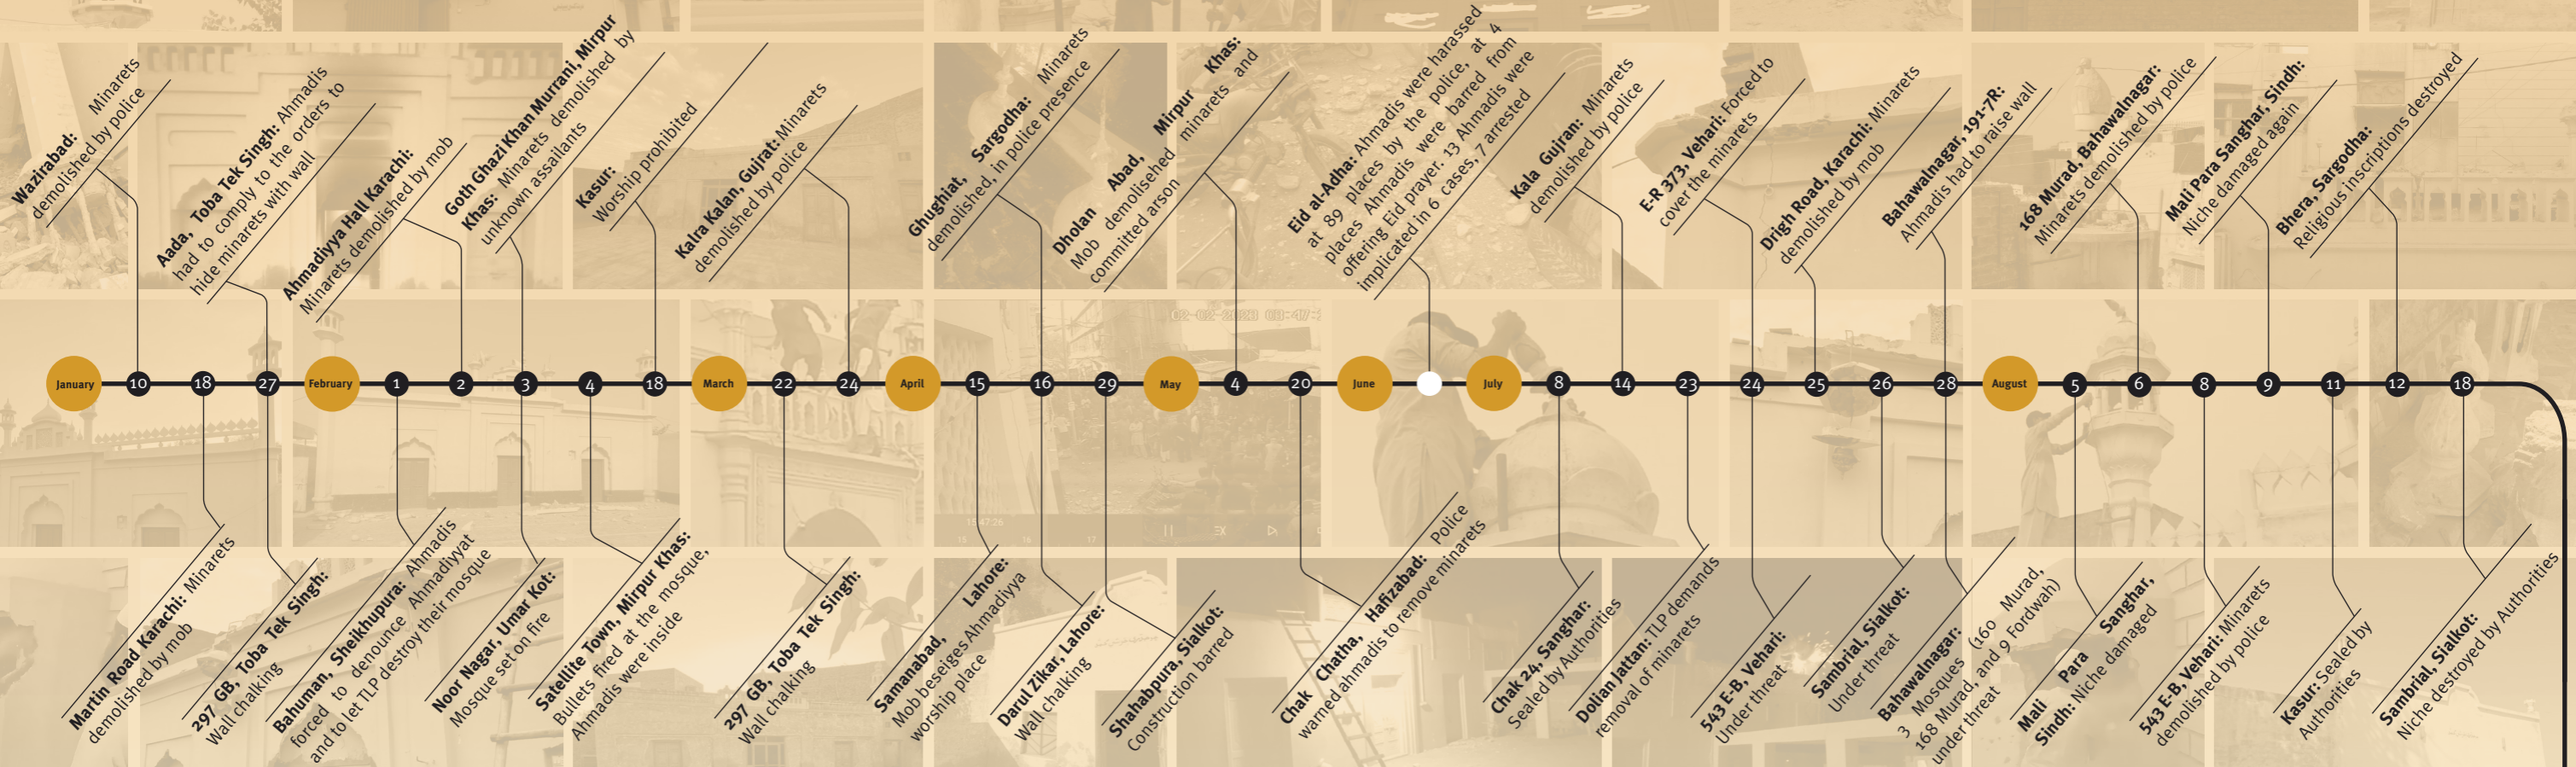 Wazirabad: Minarets
demolished by police
Aada, Toba Tek Singh: Ahmadis
had to comply to the orders to
hide minarets with wall
Ahmadiyya Hall Karachi:
Minarets demolished by mob
Goth Ghazi Khan Murrani, Mirpur
Khas: Minarets demolished by
unknown assailants
Kasur:
Worship prohibited
Kalra Kalan, Gujrat: Minarets
demolished by police
Ghughiat, Sargodha: Minarets
demolished, in police presence
Dholan Abad, Mirpur Khas:
Mob demolisehed minarets and
committed arson
Eid al-Adha: Ahmadis were harassed
at 89 places by the police, at 4
places Ahmadis were barred from
offering Eid prayer. 13 Ahmadis were
implicated in 6 cases, 7 arrested
Kala Gujran: Minarets
demolished by police
E-R 373, Vehari: Forced to
cover the minarets
Drigh Road, Karachi: Minarets
demolished by mob
Bahawalnagar, 191-7R:
Ahmadis had to raise wall
168 Murad, Bahawalnagar:
Minarets demolished by police
Mali Para Sanghar, Sindh:
Niche damaged again
Bhera, Sargodha:
Religious inscriptions destroyed
January 10 18 27 February 1 2 3 4 18 March 22 24 April 15 16 29 May 4 20 June July 8 14 23 24 25 26 28 August 5 6 8 9 11 12 18
Martin Road Karachi: Minarets
demolished by mob
297 GB, Toba Tek Singh:
Wall chalking
Bahuman, Sheikhupura: Ahmadis
forced to denounce Ahmadiyyat
and to let TLP destroy their mosque
Noor Nagar, Umar Kot:
Mosque set on fire
Satellite Town, Mirpur Khas:
Bullets fired at the mosque,
Ahmadis were inside
297 GB, Toba Tek Singh:
Wall chalking
Samanabad, Lahore:
Mob beseiges Ahmadiyya
worship place
Darul Zikar, Lahore:
Wall chalking
Shahabpura, Sialkot:
Construction barred
Chak Chatha, Hafizabad: Police
warned ahmadis to remove minarets
Chak 24, Sanghar:
Sealed by Authorities
Dolian Jattan: TLP demands
removal of minarets
543 E-B, Vehari:
Under threat
Sambrial, Sialkot:
Under threat
Bahawalnagar:
3 Mosques (160 Murad,
168 Murad, and 9 Fordwah)
under threat
Mali Para Sanghar,
Sindh: Niche damaged
543 E-B, Vehari: Minarets
demolished by police
Kasur: Sealed by
Authorities
Sambrial, Sialkot:
Niche destroyed by Authorities